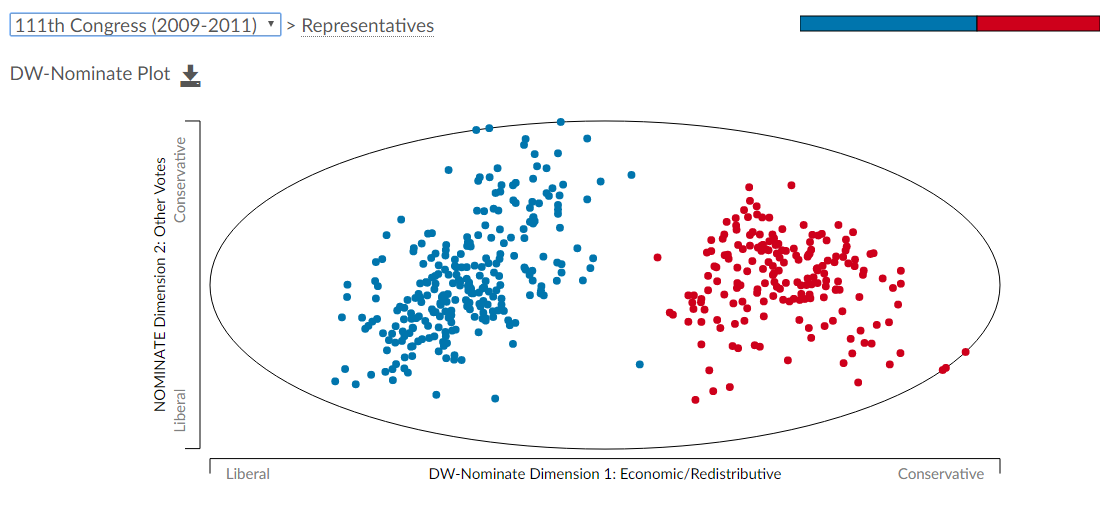 111th Congress (2009-2011) > Representatives
DW-Nominate Plot
NOMINATE Dimension 2: Other Votes
Conservative
Liberal
Liberal
DW-Nominate Dimension 1: Economic/Redistributive
Conservative